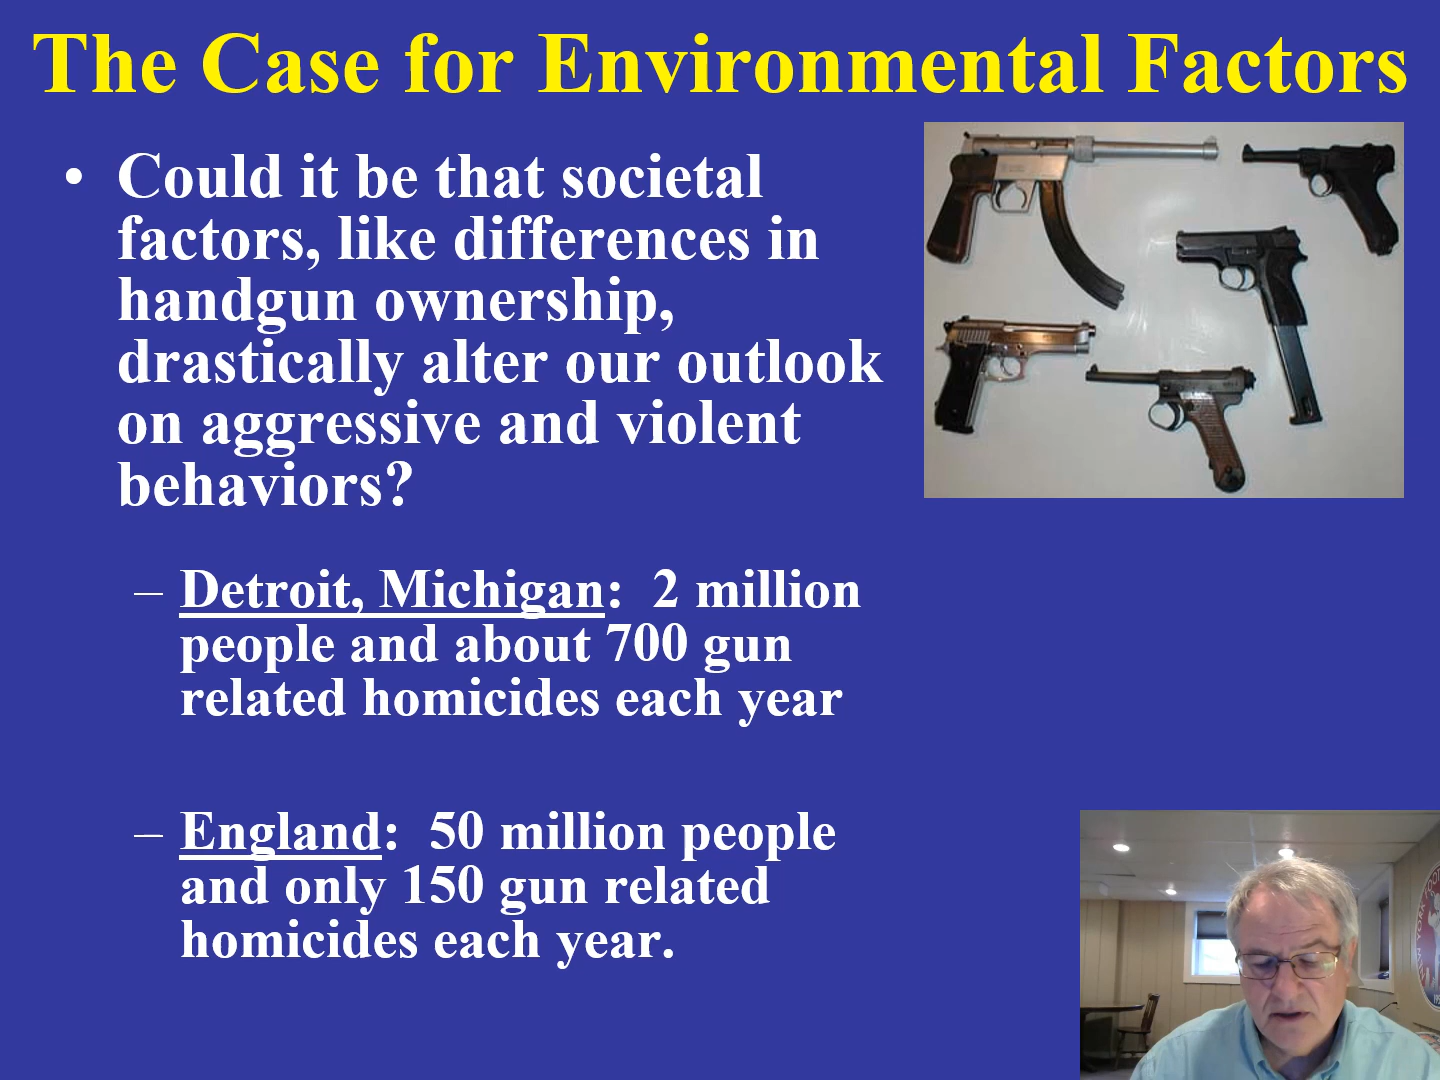 The Case for Environmental Factors
• Could it be that societal
factors, like differences in
handgun ownership,
drastically alter our outlook
on aggressive and violent
behaviors?
– Detroit, Michigan: 2 million
people and about 700 gun
related homicides each year
– England: 50 million people
and only 150 gun related
homicides each year.